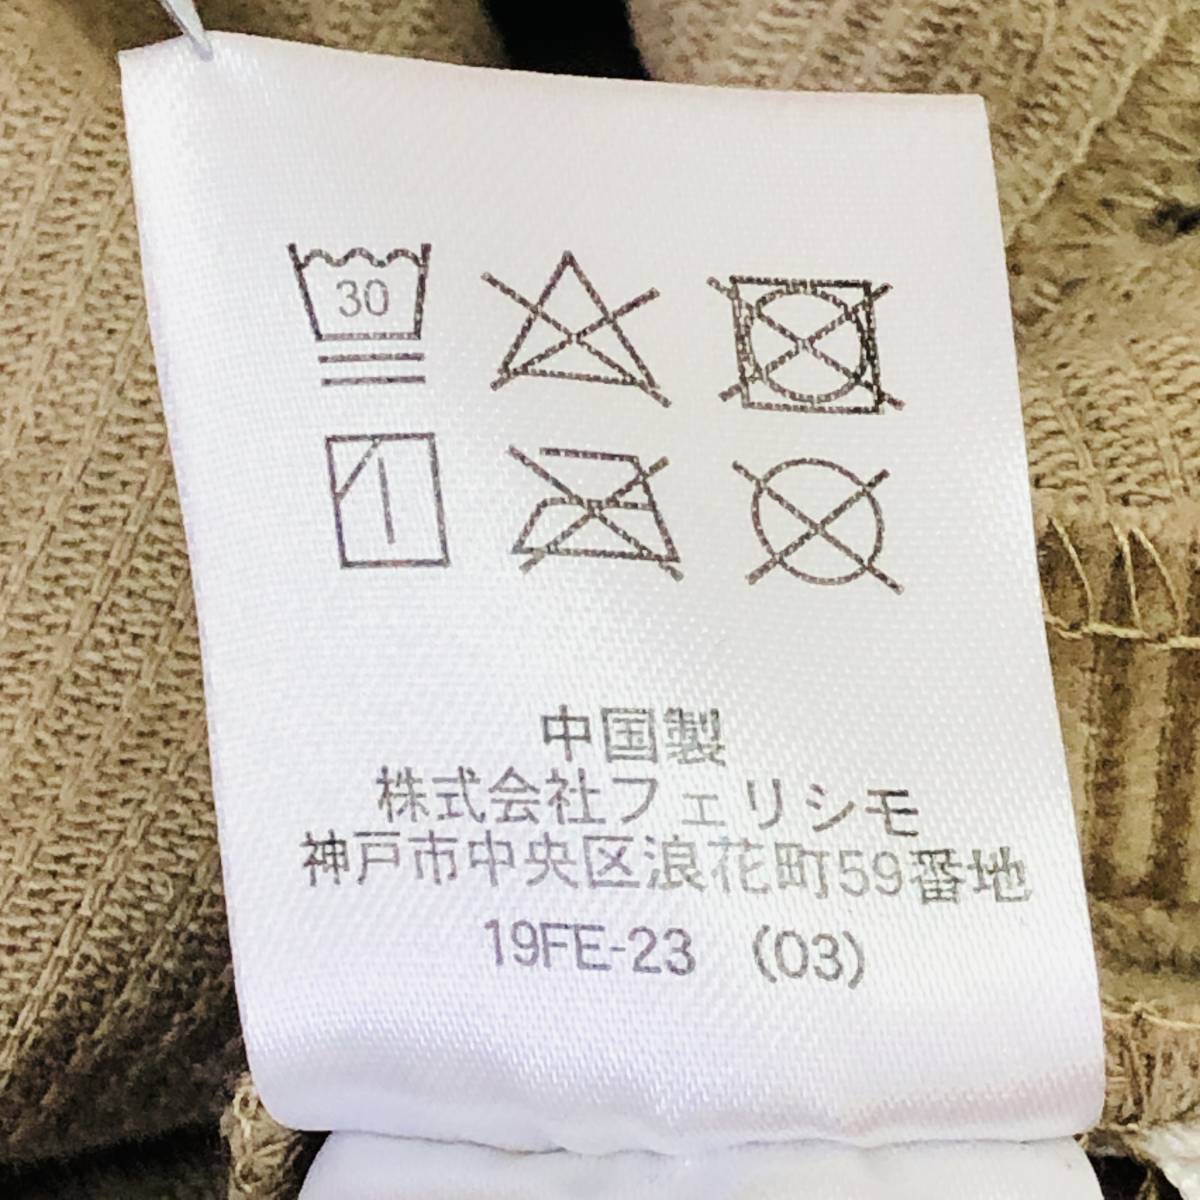 30
中国製
株式会社フェリシモ
神戸市中央区浪花町59番地
19FE-23 (03)